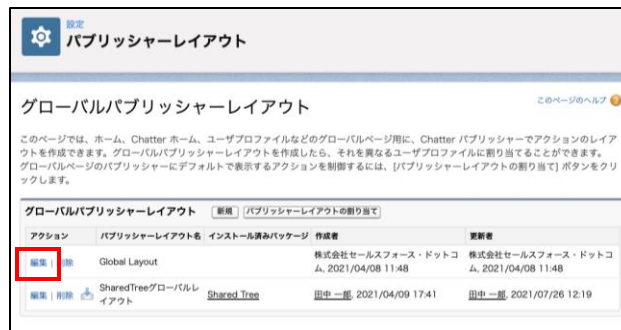 設定
パブリッシャーレイアウト
グローバルパブリッシャーレイアウト
このページのヘルプ
このページでは、ホーム、Chatter ホーム、ユーザプロファイルなどのグローバルページ用に、Chatter パブリッシャーでアクションのレイア
ウトを作成できます。グローバルパブリッシャーレイアウトを作成したら、それを異なるユーザプロファイルに割り当てることができます。
グローバルページのパブリッシャーにデフォルトで表示するアクションを制御するには、[パブリッシャーレイアウトの割り当て] ボタンをクリ
ックします。
グローバルパブリッシャーレイアウト 新規 パブリッシャーレイアウトの割り当て
アクション パブリッシャーレイアウト名 インストール済みパッケージ 作成者 更新者
編集 | 削除 Global Layout 株式会社セールスフォース・ドットコ 株式会社セールスフォース・ドットコ
ム, 2021/04/08 11:48 ム, 2021/04/08 11:48
編集 | 削除 SharedTreeグローバルレ Shared Tree 田中 一郎, 2021/04/09 17:41 田中 一郎, 2021/07/26 12:19
イアウト